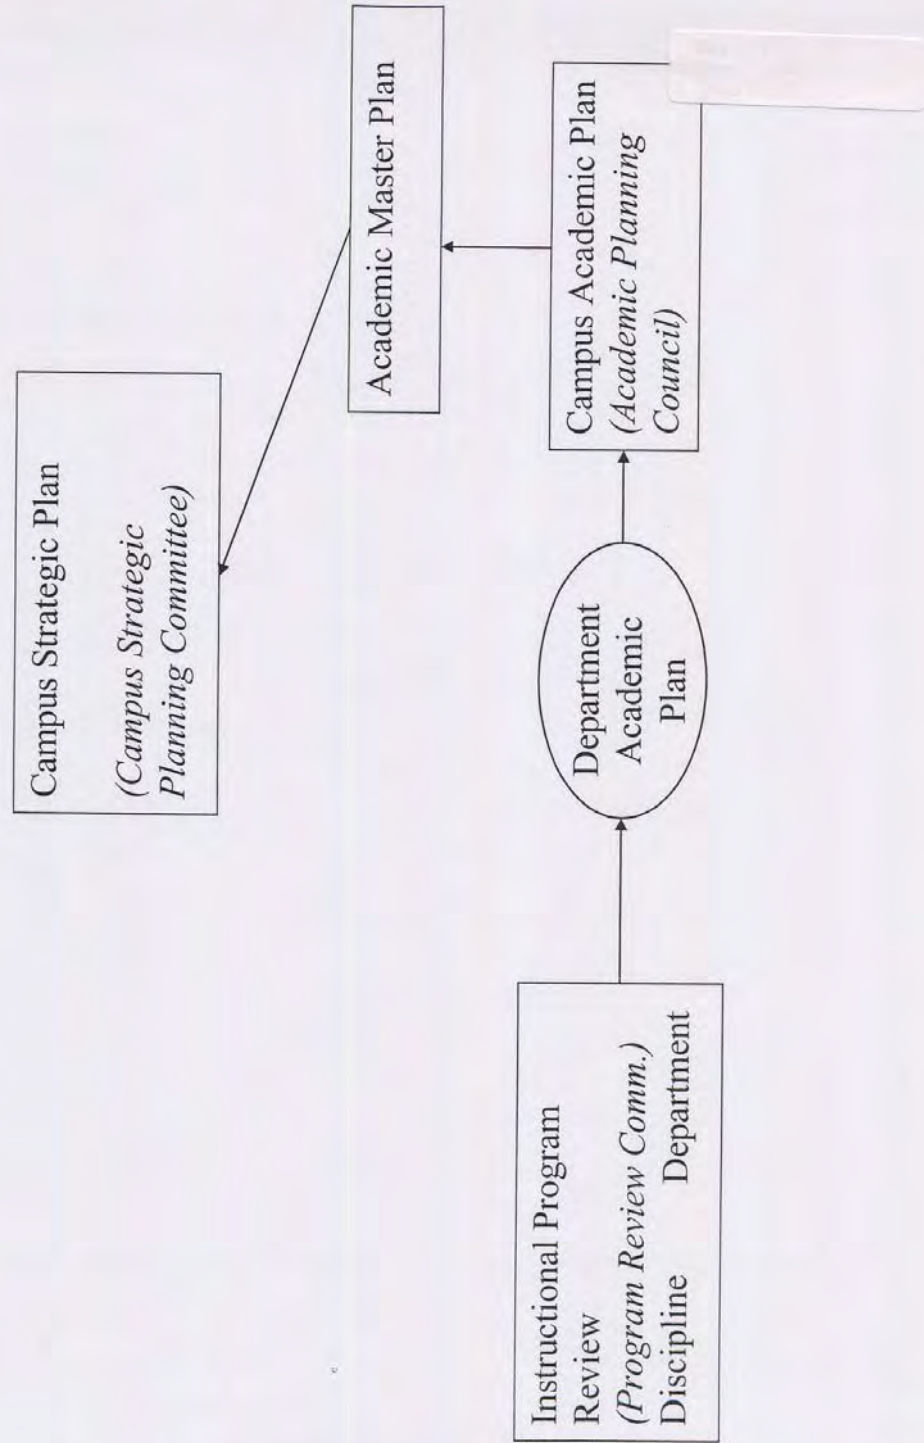 Campus Strategic Plan
(Campus Strategic
Planning Committee)
Academic Master Plan
Instructional Program
Review
(Program Review Comm.)
Discipline Department
Department
Academic
Plan
Campus Academic Plan
(Academic Planning
Council)